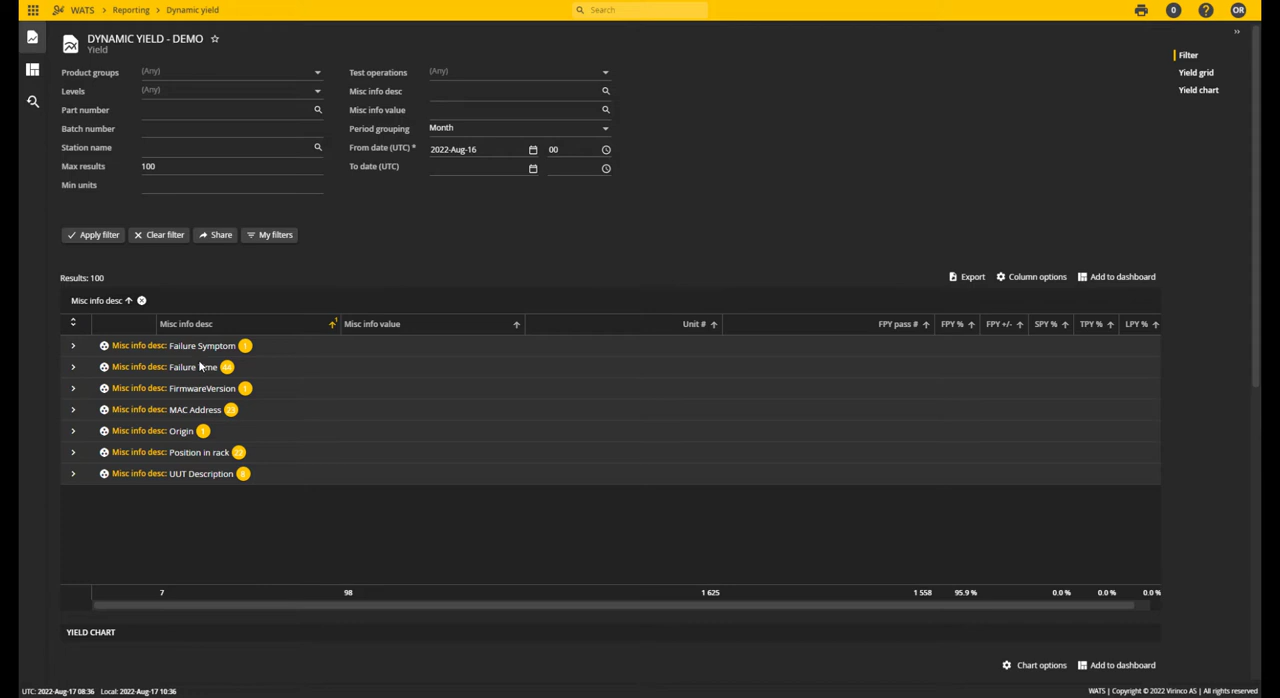 WATS > Reporting > Dynamic yield
Search
0
?
OR
DYNAMIC YIELD - DEMO
Yield
Filter
Yield grid
Yield chart
Product groups (Any)
Test operations (Any)
Levels (Any)
Misc info desc
Part number
Misc info value
Batch number
Period grouping Month
Station name
From date (UTC) * 2022-Aug-16 00
Max results 100
To date (UTC)
Min units
Apply filter
Clear filter
Share
My filters
Results: 100
Export
Column options
Add to dashboard
Misc info desc
Misc info desc 1 Misc info value Unit # FPY pass # FPY % FPY +/- SPY % TPY % LPY %
Misc info desc: Failure Symptom 1
Misc info desc: Failure 44
Misc info desc: FirmwareVersion 1
Misc info desc: MAC Address 23
Misc info desc: Origin 1
Misc info desc: Position in rack 22
Misc info desc: UUT Description
7 98 1 625 1 558 95.9 % 0.0 % 0.0 % 0.0 %
YIELD CHART
Chart options
Add to dashboard
UTC: 2022-Aug-17 08:36 Local: 2022-Aug-17 10:36
WATS | Copyright © 2022 Virinco AS | All rights reserved